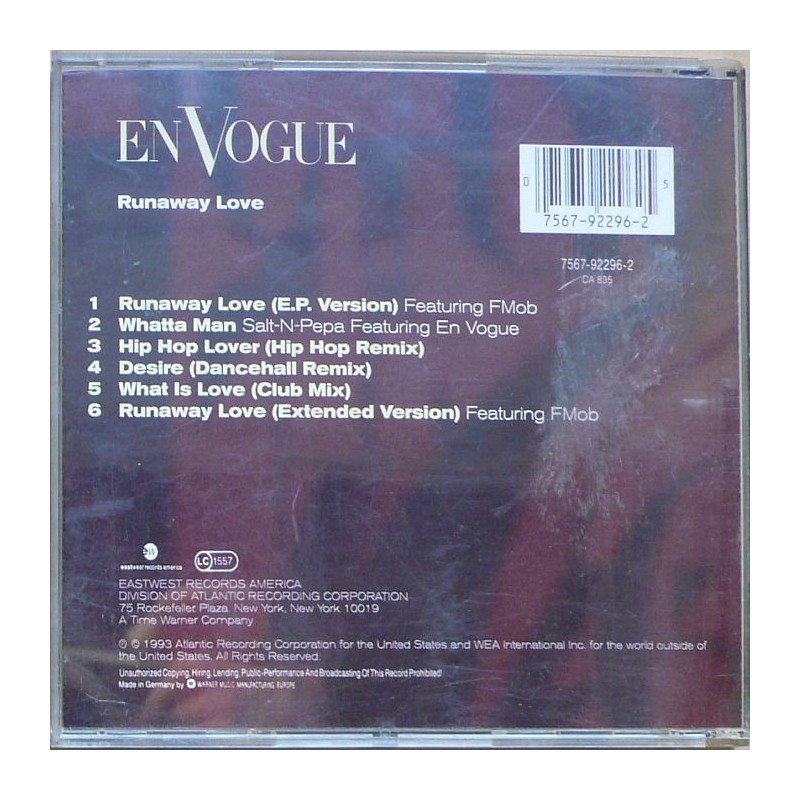 EN VOGUE
Runaway Love
0 5
7567-92296-2
7567-92296-2
CA 835
1 Runaway Love (E.P. Version) Featuring FMob
2 Whatta Man Salt-N-Pepa Featuring En Vogue
3 Hip Hop Lover (Hip Hop Remix)
4 Desire (Dancehall Remix)
5 What Is Love (Club Mix)
6 Runaway Love (Extended Version) Featuring FMob
ew
eastwest records america
LC 1557
EASTWEST RECORDS AMERICA
DIVISION OF ATLANTIC RECORDING CORPORATION
75 Rockefeller Plaza, New York, New York 10019
A Time Warner Company
℗ © 1993 Atlantic Recording Corporation for the United States and WEA International Inc. for the world outside of
the United States. All Rights Reserved.
Unauthorized Copying, Hiring, Lending, Public-Performance And Broadcasting Of This Record Prohibited!
Made in Germany by WARNER MUSIC MANUFACTURING EUROPE